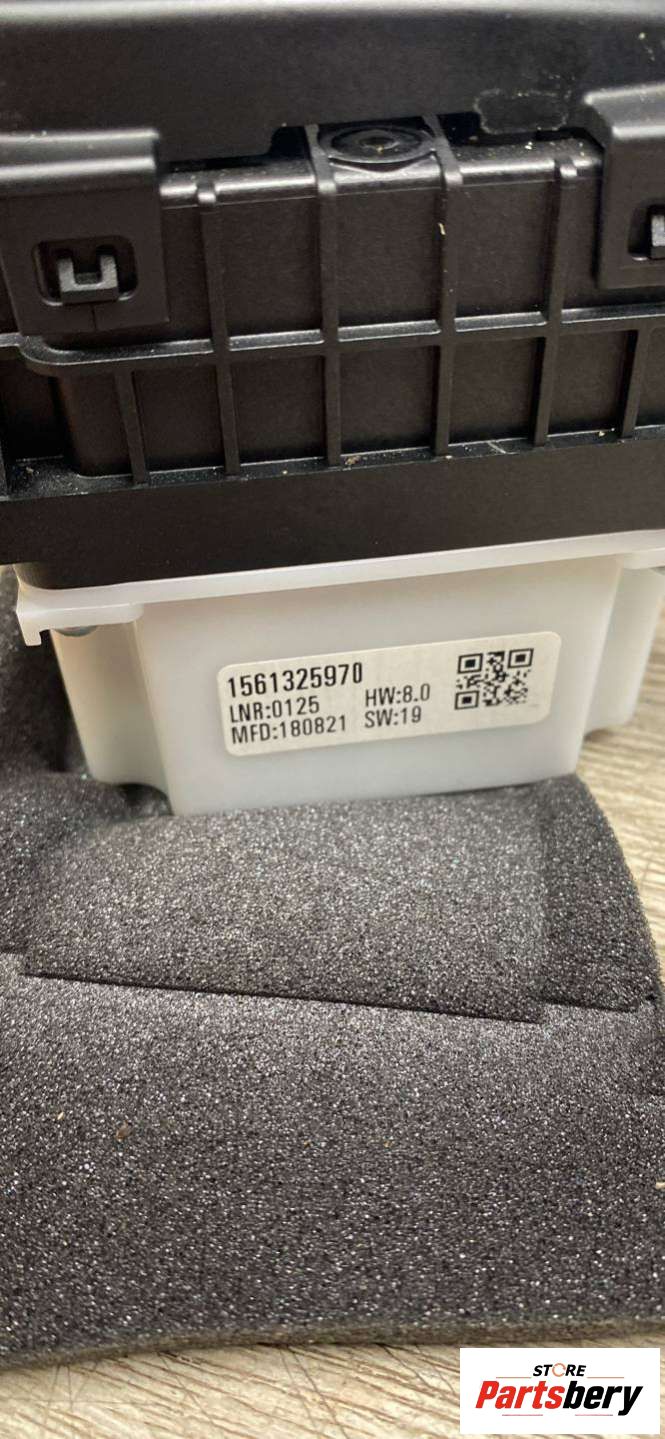 1561325970
LNR:0125 HW:8.0
MFD:180821 SW:19
STORE
Partsbery